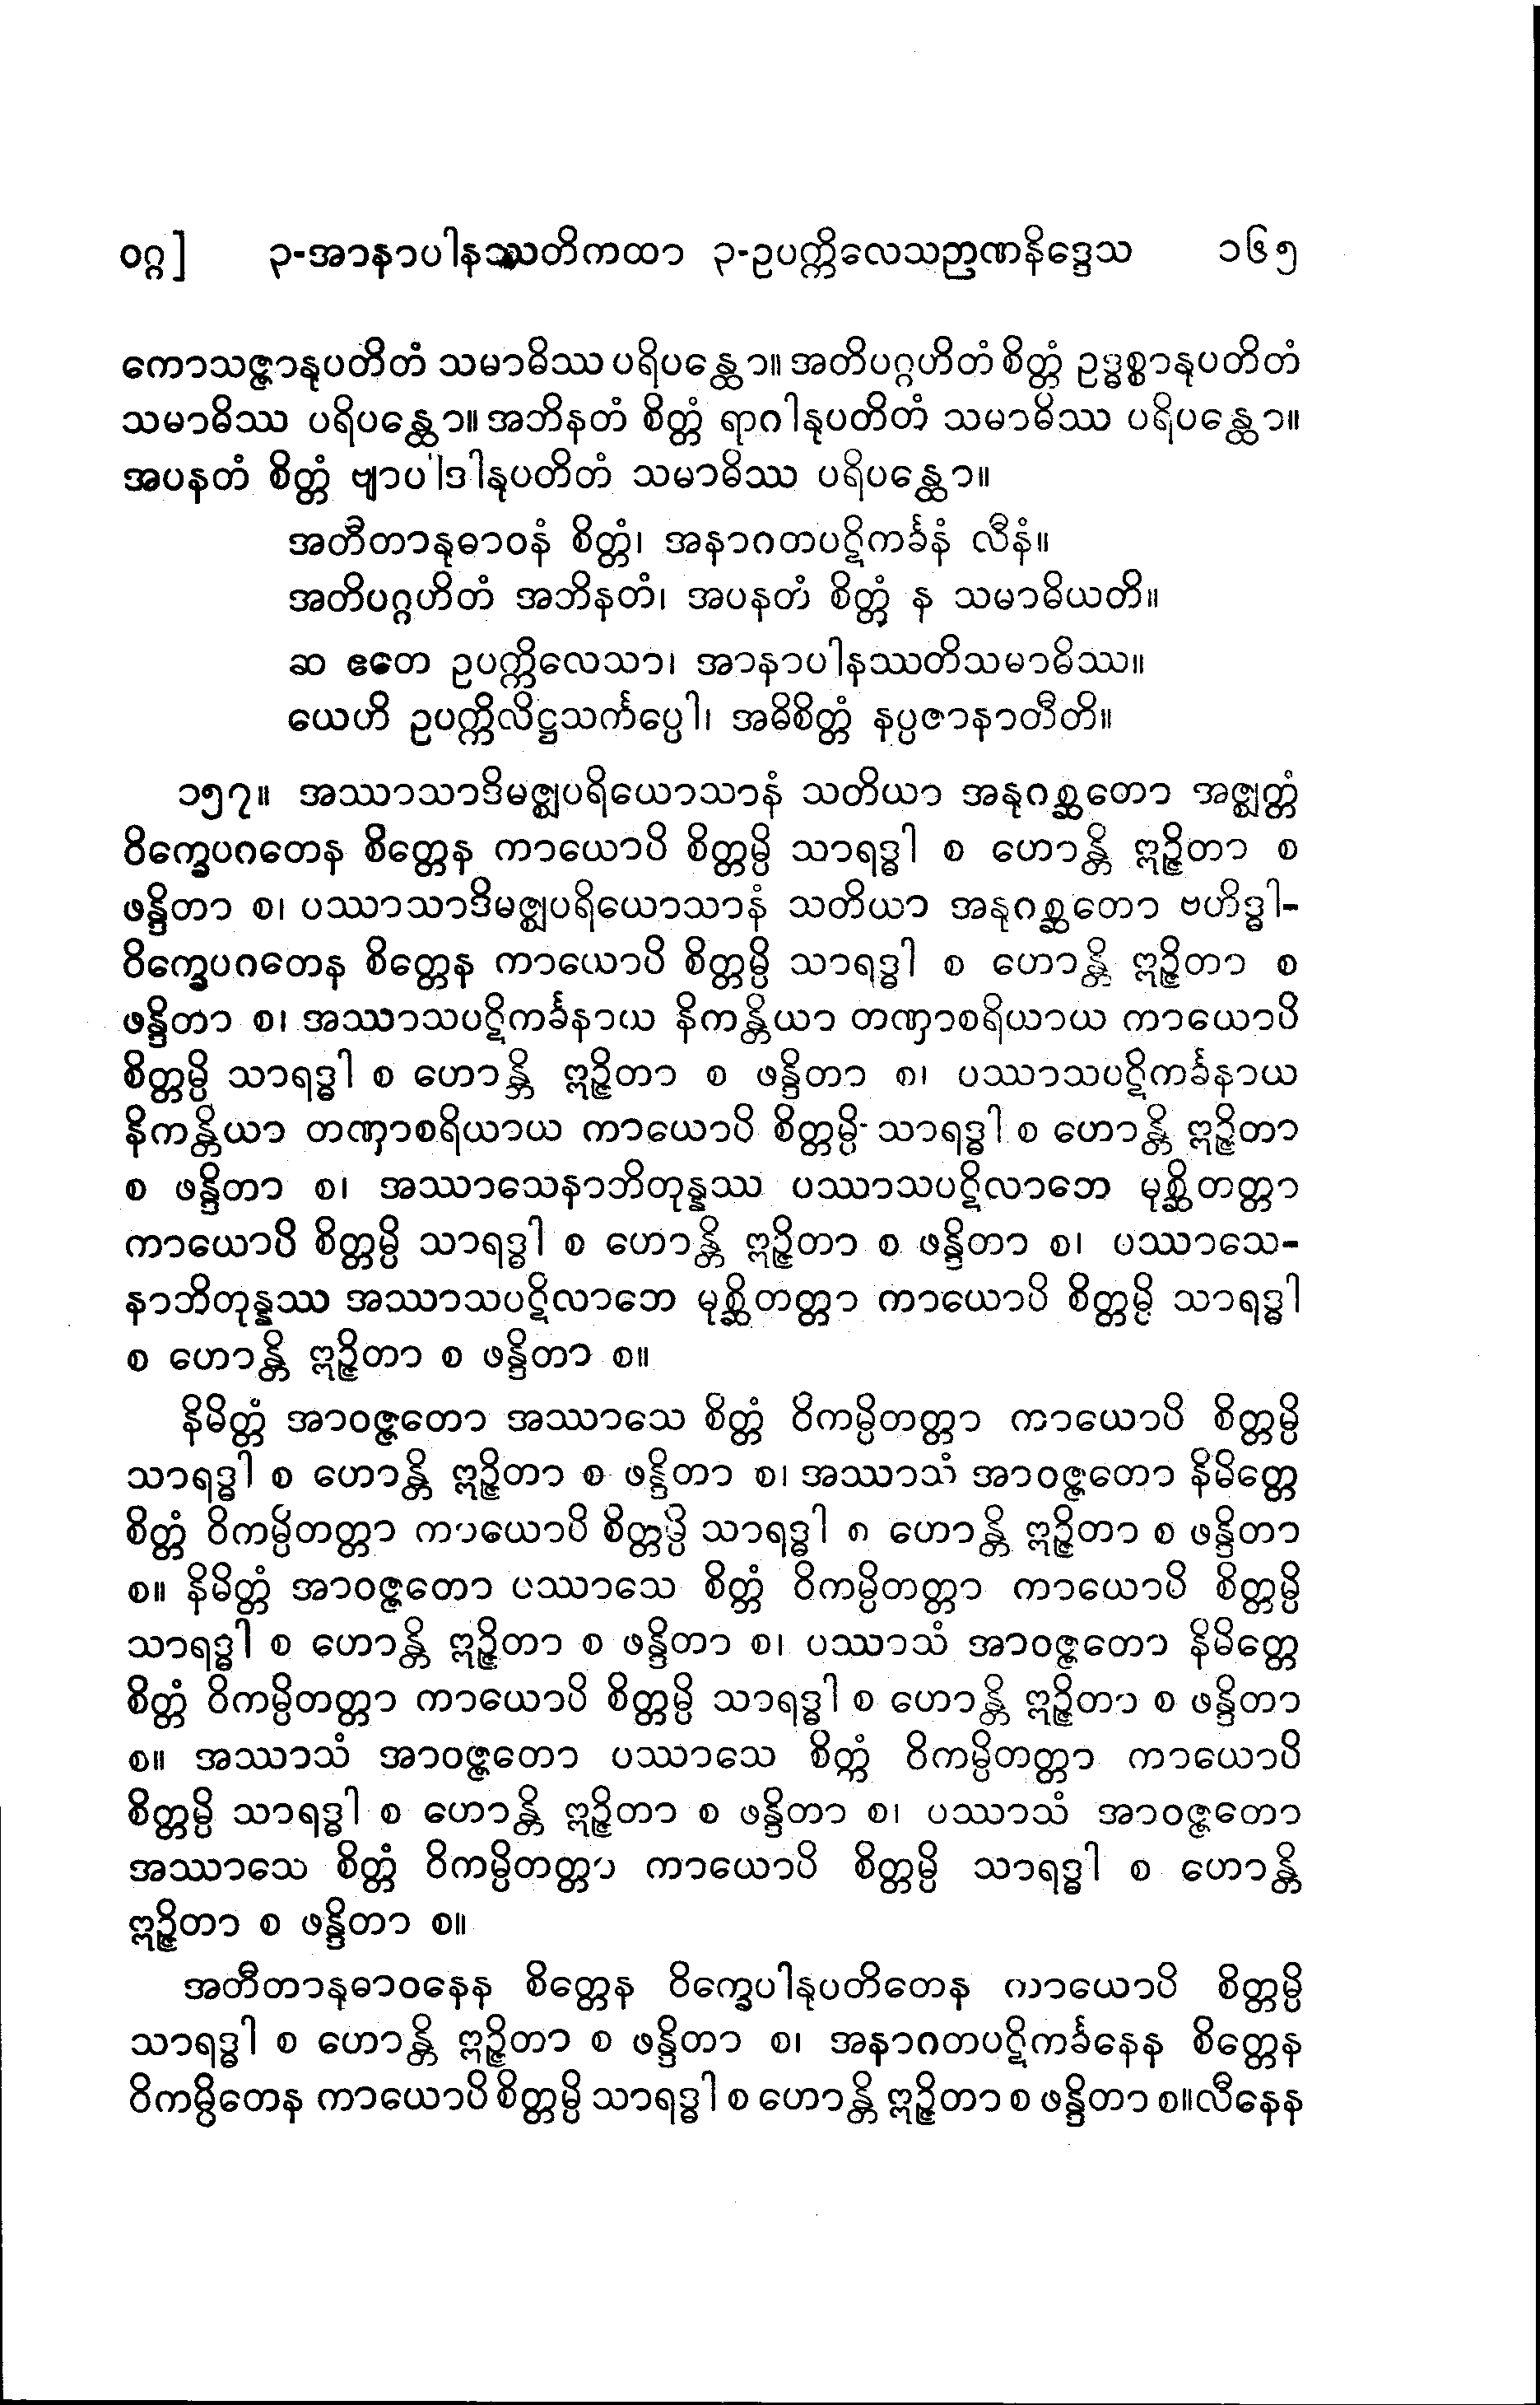 ဝဂ္ဂ] ၃-အာနာပါနဿတိကထာ ၃-ဥပက္ကိလေသဉာဏနိဒ္ဒေသ ၁၆၅
ကောသဇ္ဇာနုပတိတံ သမာဓိဿ ပရိပန္ထော။ အတိပဂ္ဂဟိတံ စိတ္တံ ဥဒ္ဓစ္စာနုပတိတံ
သမာဓိဿ ပရိပန္ထော။ အဘိနတံ စိတ္တံ ရာဂါနုပတိတံ သမာဓိဿ ပရိပန္ထော။
အပနတံ စိတ္တံ ဗျာပါဒါနုပတိတံ သမာဓိဿ ပရိပန္ထော။
အတီတာနုဓာဝနံ စိတ္တံ၊ အနာဂတပဋိကင်္ခနံ လီနံ။
အတိပဂ္ဂဟိတံ အဘိနတံ၊ အပနတံ စိတ္တံ န သမာဓိယတိ။
ဆ ဧတေ ဥပက္ကိလေသာ၊ အာနာပါနဿတိသမာဓိဿ။
ယေဟိ ဥပက္ကိလိဋ္ဌသင်္ကပ္ပေါ၊ အဓိစိတ္တံ နပ္ပဇာနာတီတိ။
၁၅၇။ အဿာသာဒိမဇ္ဈပရိယောသာနံ သတိယာ အနုဂစ္ဆတော အဇ္ဈတ္တံ
ဝိက္ခေပဂတေန စိတ္တေန ကာယောပိ စိတ္တမ္ပိ သာရဒ္ဓါ စ ဟောန္တိ ဣဉ္ဇိတာ စ
ဖန္ဒိတာ စ၊ ပဿာသာဒိမဇ္ဈပရိယောသာနံ သတိယာ အနုဂစ္ဆတော ဗဟိဒ္ဓါ-
ဝိက္ခေပဂတေန စိတ္တေန ကာယောပိ စိတ္တမ္ပိ သာရဒ္ဓါ စ ဟောန္တိ ဣဉ္ဇိတာ စ
ဖန္ဒိတာ စ၊ အဿာသပဋိကင်္ခနာယ နိကန္တိယာ တဏှာစရိယာယ ကာယောပိ
စိတ္တမ္ပိ သာရဒ္ဓါ စ ဟောန္တိ ဣဉ္ဇိတာ စ ဖန္ဒိတာ စ၊ ပဿာသပဋိကင်္ခနာယ
နိကန္တိယာ တဏှာစရိယာယ ကာယောပိ စိတ္တမ္ပိ သာရဒ္ဓါ စ ဟောန္တိ ဣဉ္ဇိတာ
စ ဖန္ဒိတာ စ၊ အဿာသေနာဘိတုန္နဿ ပဿာသပဋိလာဘေ မုစ္ဆိတတ္တာ
ကာယောပိ စိတ္တမ္ပိ သာရဒ္ဓါ စ ဟောန္တိ ဣဉ္ဇိတာ စ ဖန္ဒိတာ စ၊ ပဿာသေ-
နာဘိတုန္နဿ အဿာသပဋိလာဘေ မုစ္ဆိတတ္တာ ကာယောပိ စိတ္တမ္ပိ သာရဒ္ဓါ
စ ဟောန္တိ ဣဉ္ဇိတာ စ ဖန္ဒိတာ စ။
နိမိတ္တံ အာဝဇ္ဇတော အဿာသေ စိတ္တံ ဝိကမ္ပိတတ္တာ ကာယောပိ စိတ္တမ္ပိ
သာရဒ္ဓါ စ ဟောန္တိ ဣဉ္ဇိတာ စ ဖန္ဒိတာ စ၊ အဿာသံ အာဝဇ္ဇတော နိမိတ္တေ
စိတ္တံ ဝိကမ္ပိတတ္တာ ကာယောပိ စိတ္တမ္ပိ သာရဒ္ဓါ စ ဟောန္တိ ဣဉ္ဇိတာ စ ဖန္ဒိတာ
စ။ နိမိတ္တံ အာဝဇ္ဇတော ပဿာသေ စိတ္တံ ဝိကမ္ပိတတ္တာ ကာယောပိ စိတ္တမ္ပိ
သာရဒ္ဓါ စ ဟောန္တိ ဣဉ္ဇိတာ စ ဖန္ဒိတာ စ၊ ပဿာသံ အာဝဇ္ဇတော နိမိတ္တေ
စိတ္တံ ဝိကမ္ပိတတ္တာ ကာယောပိ စိတ္တမ္ပိ သာရဒ္ဓါ စ ဟောန္တိ ဣဉ္ဇိတာ စ ဖန္ဒိတာ
စ။ အဿာသံ အာဝဇ္ဇတော ပဿာသေ စိတ္တံ ဝိကမ္ပိတတ္တာ ကာယောပိ
စိတ္တမ္ပိ သာရဒ္ဓါ စ ဟောန္တိ ဣဉ္ဇိတာ စ ဖန္ဒိတာ စ၊ ပဿာသံ အာဝဇ္ဇတော
အဿာသေ စိတ္တံ ဝိကမ္ပိတတ္တာ ကာယောပိ စိတ္တမ္ပိ သာရဒ္ဓါ စ ဟောန္တိ
ဣဉ္ဇိတာ စ ဖန္ဒိတာ စ။
အတီတာနုဓာဝနေန စိတ္တေန ဝိက္ခေပါနုပတိတေန ကာယောပိ စိတ္တမ္ပိ
သာရဒ္ဓါ စ ဟောန္တိ ဣဉ္ဇိတာ စ ဖန္ဒိတာ စ၊ အနာဂတပဋိကင်္ခနေန စိတ္တေန
ဝိကမ္ပိတေန ကာယောပိ စိတ္တမ္ပိ သာရဒ္ဓါ စ ဟောန္တိ ဣဉ္ဇိတာ စ ဖန္ဒိတာ စ။ လီနေန